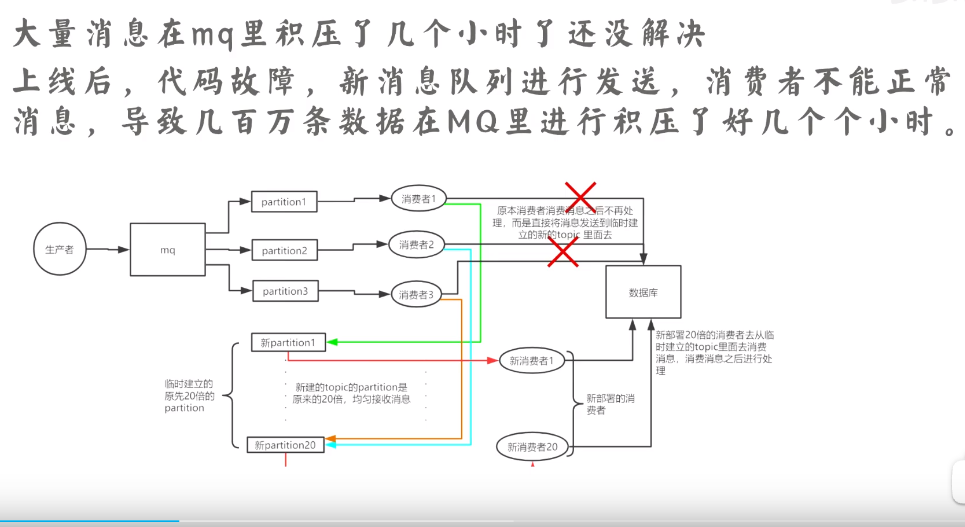 大量消息在mq里积压了几个小时了还没解决
上线后，代码故障，新消息队列进行发送，消费者不能正常
消息，导致几百万条数据在MQ里进行积压了好几个个小时。
生产者
mq
partition1
partition2
partition3
消费者1
消费者2
消费者3
原本消费者消费消息之后不再处
理，而是直接将消息发送到临时建
立的新的topic 里面去
数据库
新partition1
临时建立的
原先20倍的
partition
新建的topic的partition是
原来的20倍，均匀接收消息
新partition20
新消费者1
新部署的消
费者
新消费者20
新部署20倍的消费者去从临
时建立的topic里面去消费
消息，消费消息之后进行处
理